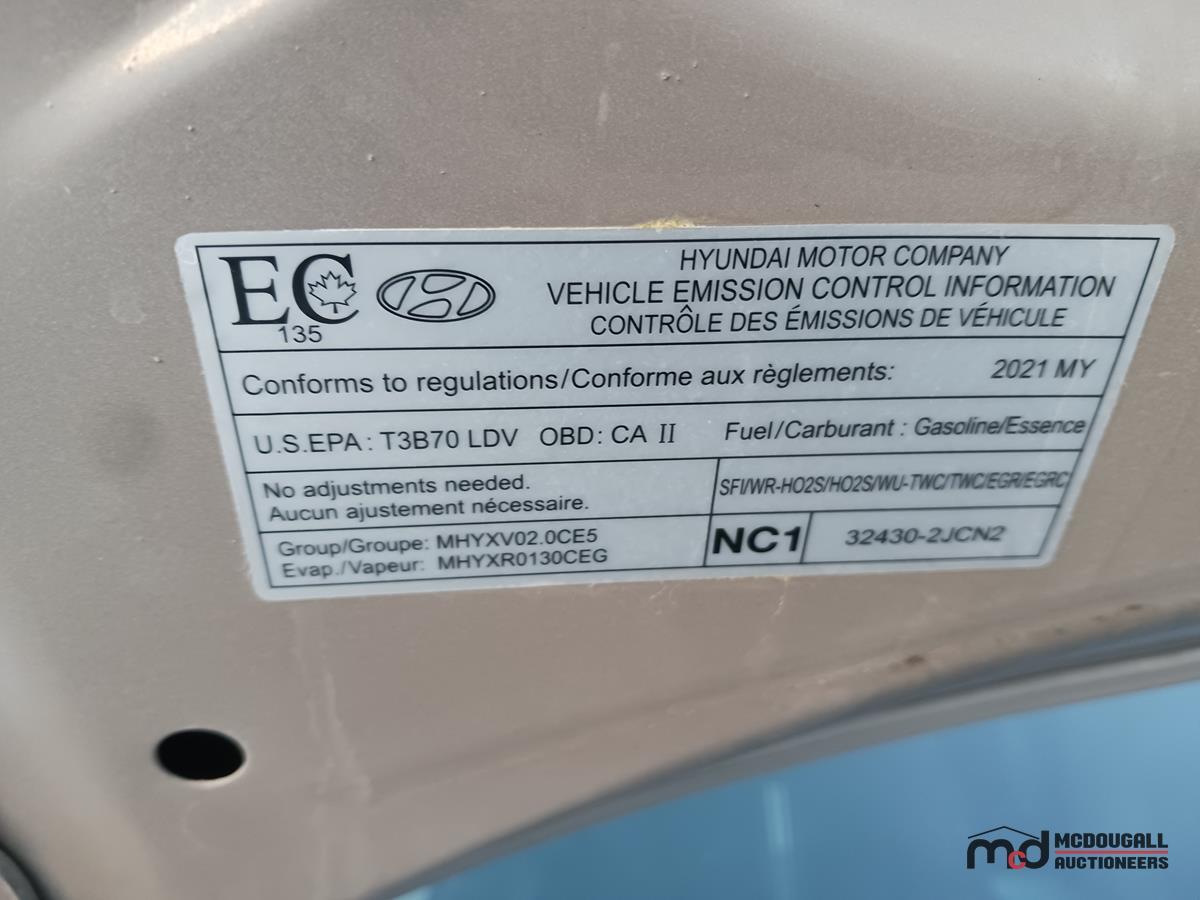 EC
135
HYUNDAI MOTOR COMPANY
VEHICLE EMISSION CONTROL INFORMATION
CONTRÔLE DES ÉMISSIONS DE VÉHICULE
Conforms to regulations/Conforme aux règlements: 2021 MY
U.S.EPA: T3B70 LDV OBD: CA II Fuel/Carburant : Gasoline/Essence
No adjustments needed.
Aucun ajustement nécessaire.
SFI/WR-HO2S/HO2S/WU-TWC/TWC/EGR/EGRC
Group/Groupe: MHYXV02.0CE5
Evap./Vapeur: MHYXR0130CEG
NC1
32430-2JCN2
mcd MCDOUGALL
AUCTIONEERS